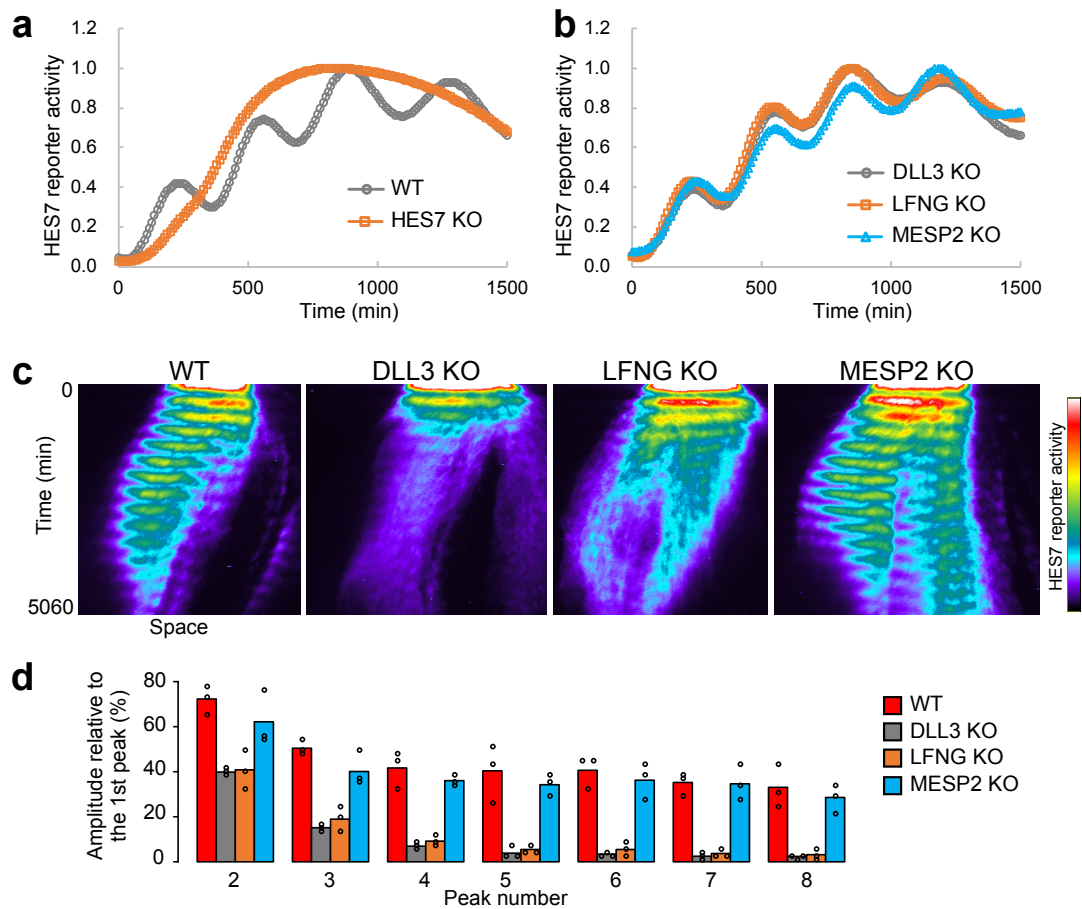 a
HES7 reporter activity
1.2
1.0
0.8
0.6
0.4
0.2
0.0
0 500 1000 1500
Time (min)
WT
HES7 KO
b
HES7 reporter activity
1.2
1.0
0.8
0.6
0.4
0.2
0.0
0 500 1000 1500
Time (min)
DLL3 KO
LFNG KO
MESP2 KO
c
WT DLL3 KO LFNG KO MESP2 KO
0
Time (min)
5060
Space
HES7 reporter activity
d
Amplitude relative to
the 1st peak (%)
80
60
40
20
0
2 3 4 5 6 7 8
Peak number
WT
DLL3 KO
LFNG KO
MESP2 KO